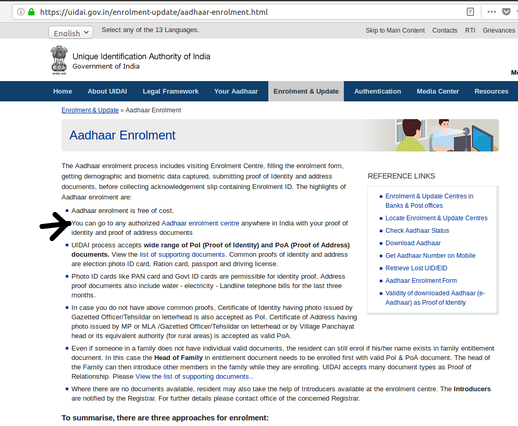 https://uidai.gov.in/enrolment-update/aadhaar-enrolment.html
English
Select any of the 13 Languages.
Skip to Main Content Contacts RTI Grievances
Unique Identification Authority of India
Government of India
Home About UIDAI Legal Framework Your Aadhaar Enrolment & Update Authentication Media Center Resources
Enrolment & Update » Aadhaar Enrolment
Aadhaar Enrolment
The Aadhaar enrolment process includes visiting Enrolment Centre, filling the enrolment form,
getting demographic and biometric data captured, submitting proof of Identity and address
documents, before collecting acknowledgement slip containing Enrolment ID. The highlights of
Aadhaar enrolment are:
Aadhaar enrolment is free of cost.
You can go to any authorized Aadhaar enrolment centre anywhere in India with your proof of
identity and proof of address documents
UIDAI process accepts wide range of PoI (Proof of Identity) and PoA (Proof of Address)
documents. View the list of supporting documents. Common proofs of identity and address
are election photo ID card, Ration card, passport and driving license.
Photo ID cards like PAN card and Govt ID cards are permissible for identity proof. Address
proof documents also include water - electricity - Landline telephone bills for the last three
months.
In case you do not have above common proofs, Certificate of Identity having photo issued by
Gazetted Officer/Tehsildar on letterhead is also accepted as PoI. Certificate of Address having
photo issued by MP or MLA /Gazetted Officer/Tehsildar on letterhead or by Village Panchayat
head or its equivalent authority (for rural areas) is accepted as valid PoA.
Even if someone in a family does not have individual valid documents, the resident can still enrol if his/her name exists in family entitlement
document. In this case the Head of Family in entitlement document needs to be enrolled first with valid PoI & PoA document. The head of
the Family can then introduce other members in the family while they are enrolling. UIDAI accepts many document types as Proof of
Relationship. Please View the list of supporting documents..
Where there are no documents available, resident may also take the help of Introducers available at the enrolment centre. The Introducers
are notified by the Registrar. For further details please contact office of the concerned Registrar.
To summarise, there are three approaches for enrolment:
REFERENCE LINKS
Enrolment & Update Centres in
Banks & Post offices
Locate Enrolment & Update Centres
Check Aadhaar Status
Download Aadhaar
Get Aadhaar Number on Mobile
Retrieve Lost UID/EID
Aadhaar Enrolment Form
Validity of downloaded Aadhaar (e-
Aadhaar) as Proof of Identity